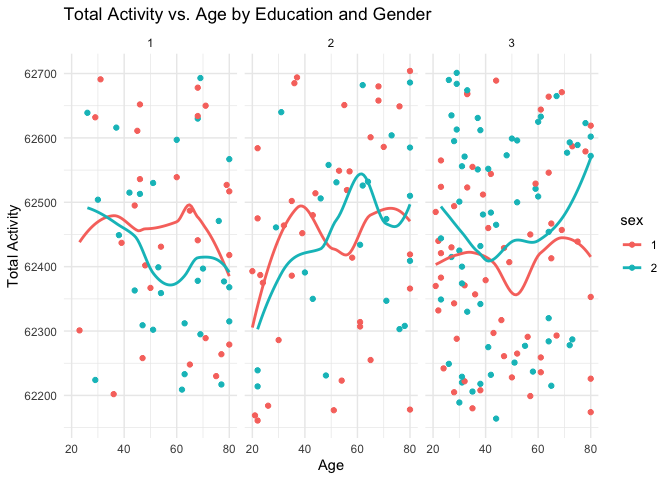 Total Activity vs. Age by Education and Gender
1 2 3
62700
62600
62500
62400
62300
62200
Total Activity
20 40 60 80 20 40 60 80 20 40 60 80
Age
sex
1
2